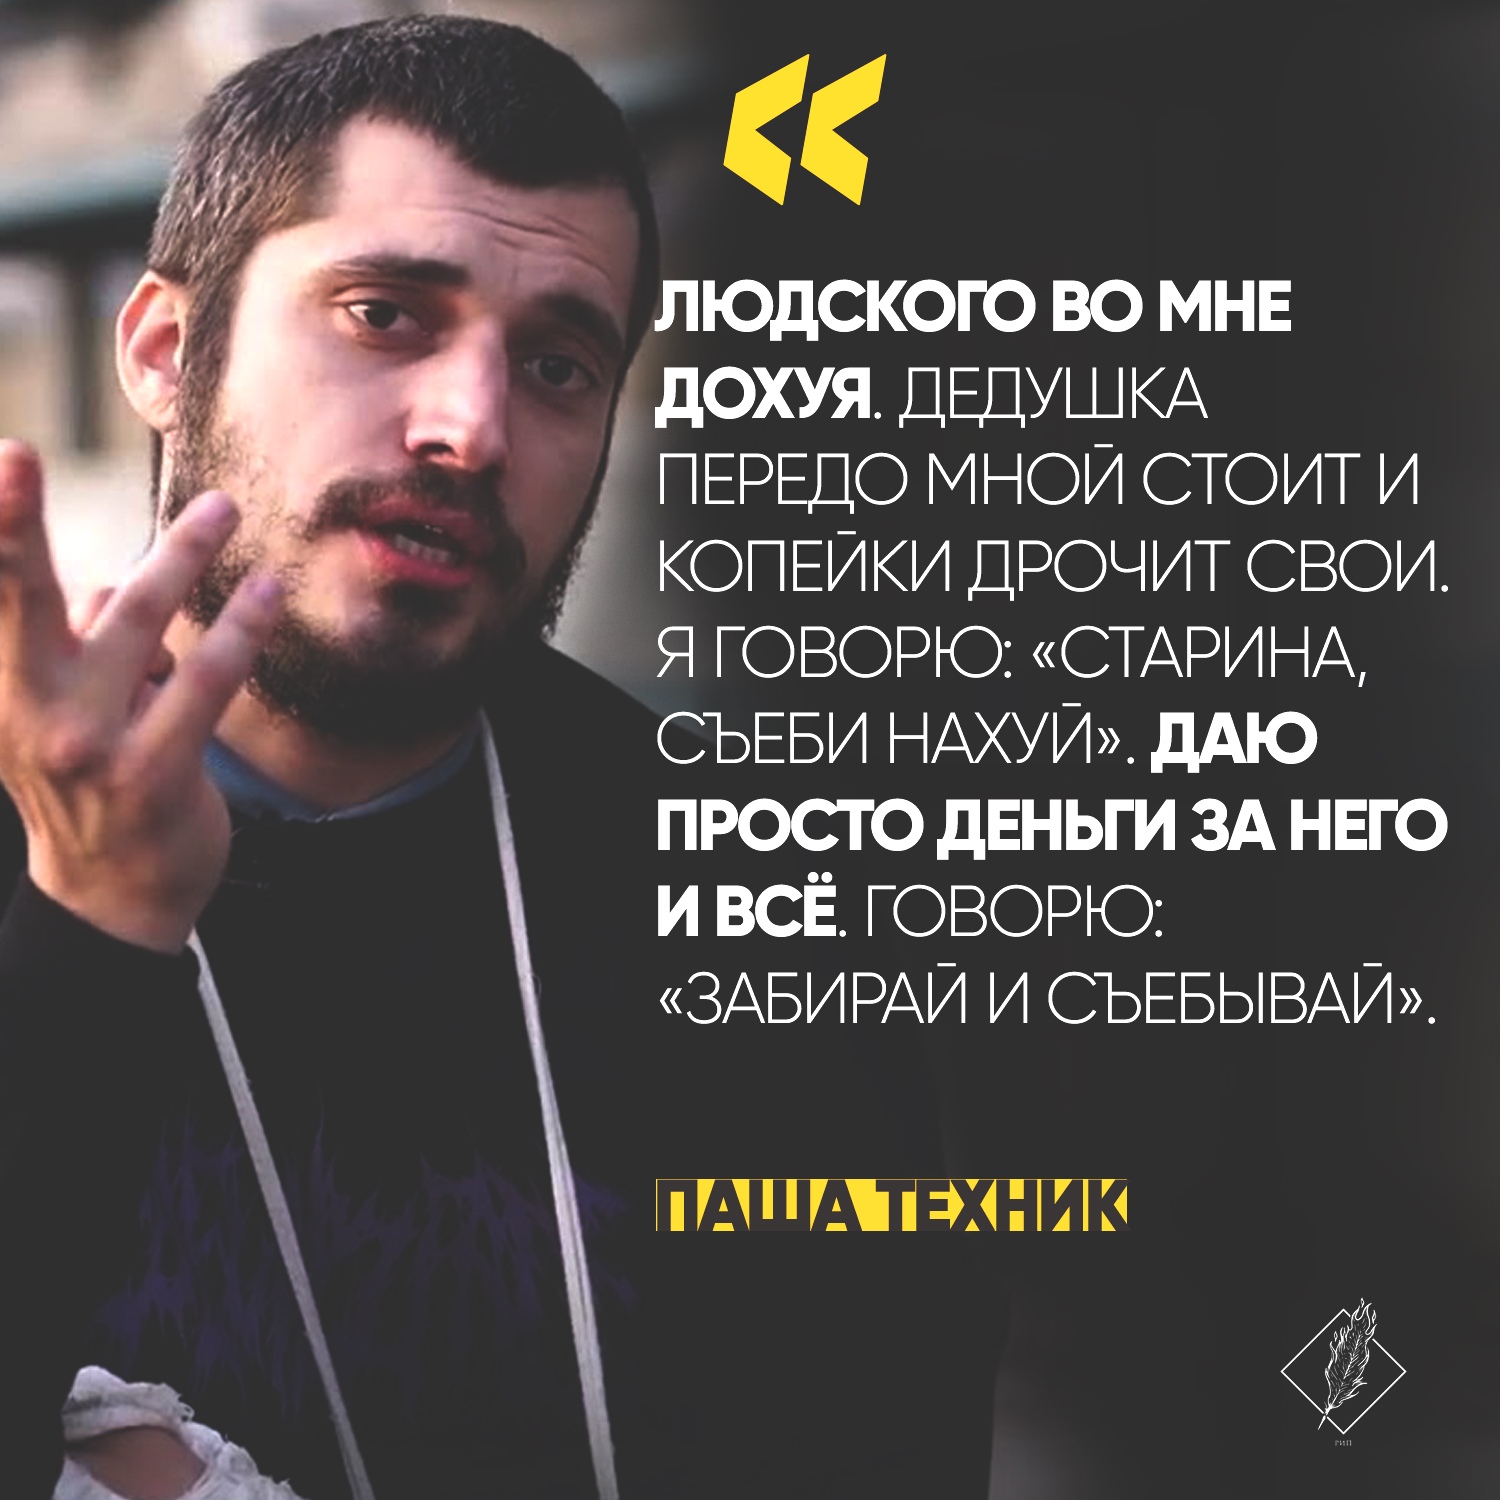 ЛЮДСКОГО ВО МНЕ
ДОХУЯ. ДЕДУШКА
ПЕРЕДО МНОЙ СТОИТ И
КОПЕЙКИ ДРОЧИТ СВОИ.
Я ГОВОРЮ: «СТАРИНА,
СЪЕБИ НАХУЙ». ДАЮ
ПРОСТО ДЕНЬГИ ЗА НЕГО
И ВСЁ. ГОВОРЮ:
«ЗАБИРАЙ И СЪЕБЫВАЙ».
ПАША ТЕХНИК
РИП